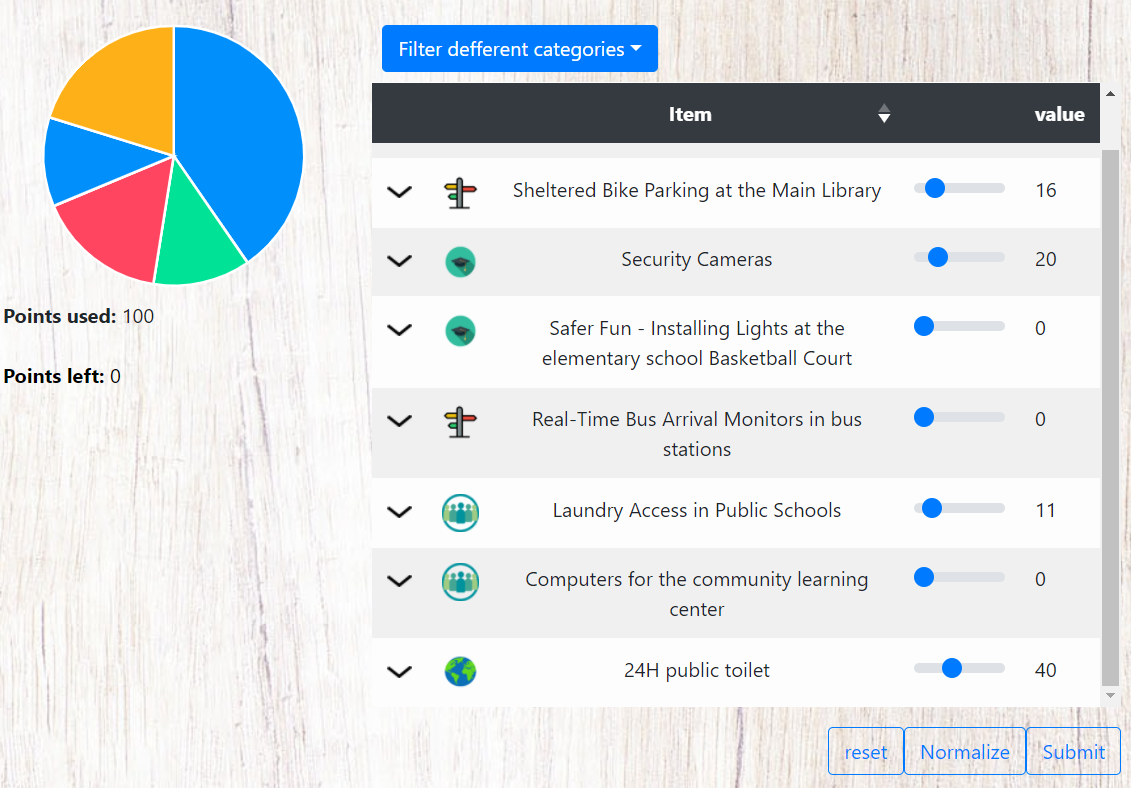 Filter defferent categories
Item value
Sheltered Bike Parking at the Main Library 16
Security Cameras 20
Safer Fun - Installing Lights at the 0
elementary school Basketball Court
Real-Time Bus Arrival Monitors in bus 0
stations
Laundry Access in Public Schools 11
Computers for the community learning 0
center
24H public toilet 40
Points used: 100
Points left: 0
reset Normalize Submit